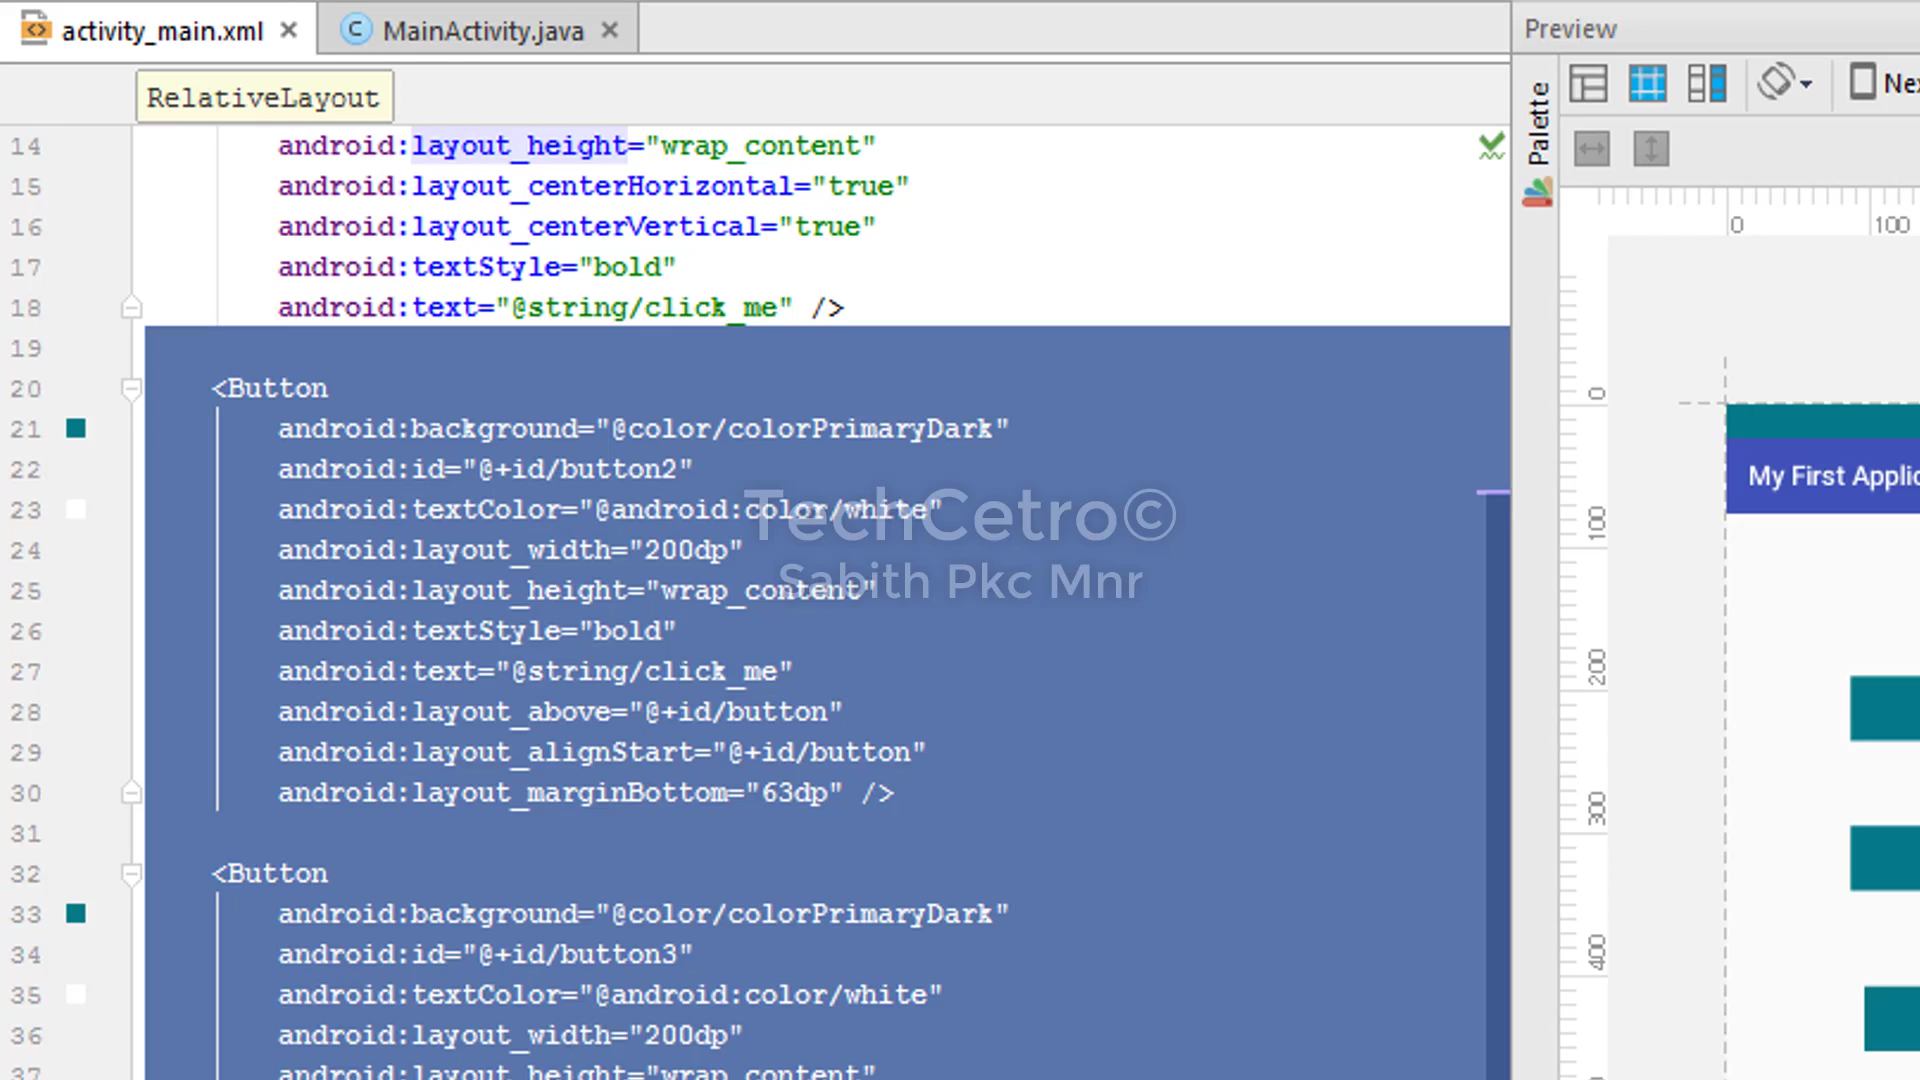 activity_main.xml
MainActivity.java
Preview
RelativeLayout
Palette
0
100
14 android:layout_height="wrap_content"
15 android:layout_centerHorizontal="true"
16 android:layout_centerVertical="true"
17 android:textStyle="bold"
18 android:text="@string/click_me" />
19
20 <Button
21 android:background="@color/colorPrimaryDark"
22 android:id="@+id/button2"
23 android:textColor="@android:color/white"
24 android:layout_width="200dp"
25 android:layout_height="wrap_content"
26 android:textStyle="bold"
27 android:text="@string/click_me"
28 android:layout_above="@+id/button"
29 android:layout_alignStart="@+id/button"
30 android:layout_marginBottom="63dp" />
31
32 <Button
33 android:background="@color/colorPrimaryDark"
34 android:id="@+id/button3"
35 android:textColor="@android:color/white"
36 android:layout_width="200dp"
37 android:layout_height="wrap_content"
TechCetro©
Sabith Pkc Mnr
0
100
200
300
400
My First